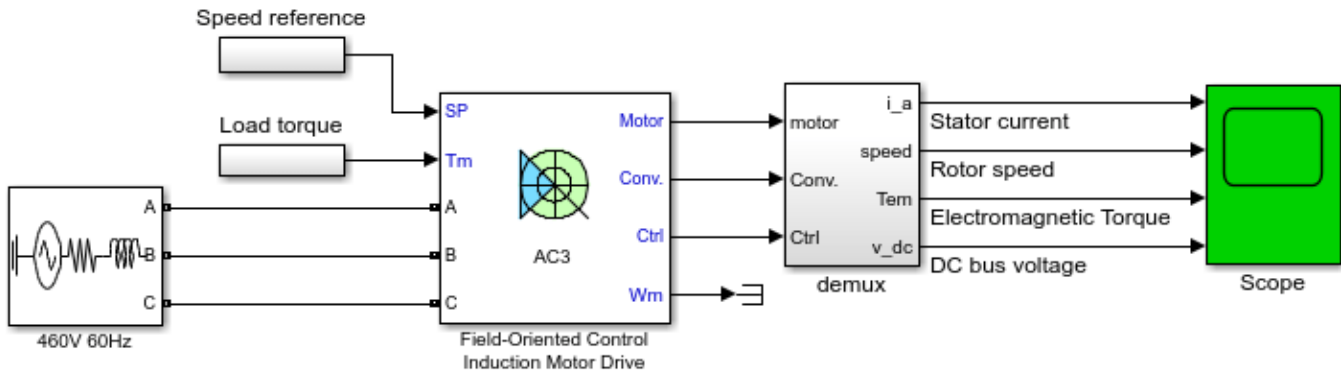 Speed reference
Load torque
A
B
C
460V 60Hz
SP
Tm
A
B
C
AC3
Motor
Conv.
Ctrl
Wm
Field-Oriented Control
Induction Motor Drive
motor
Conv.
Ctrl
i_a
speed
Tem
v_dc
demux
Stator current
Rotor speed
Electromagnetic Torque
DC bus voltage
Scope